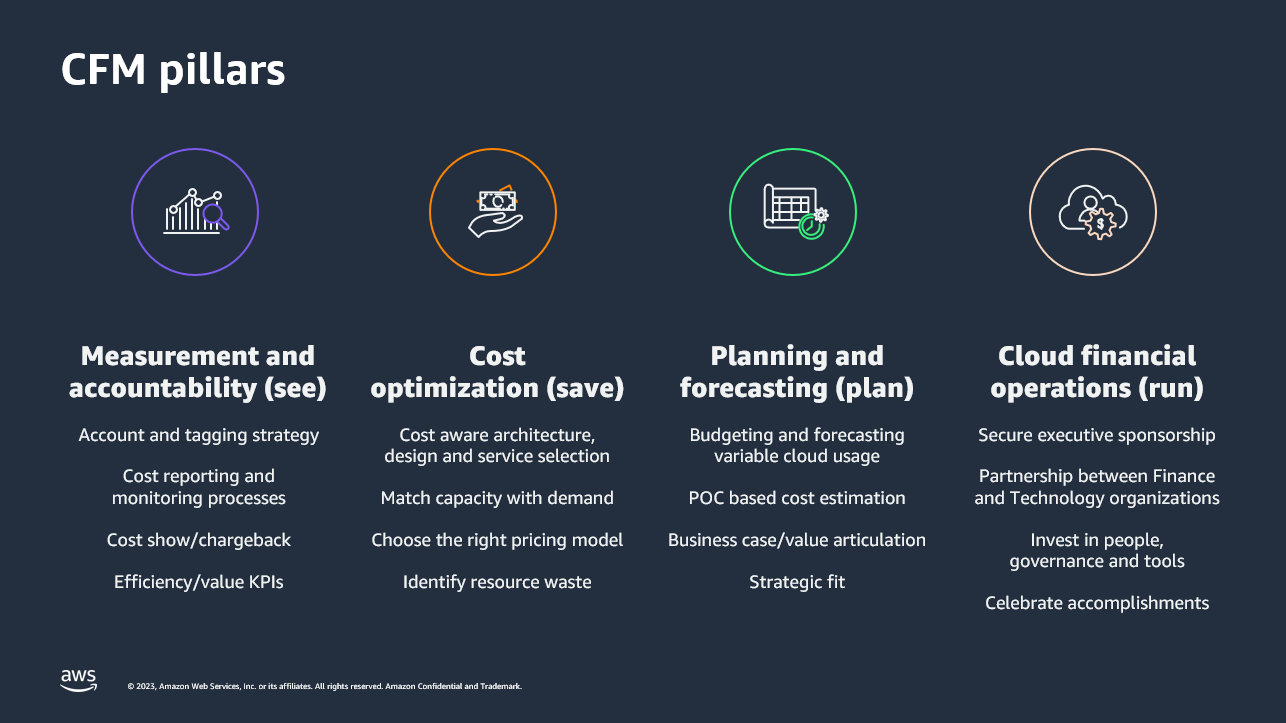 CFM pillars
$
Measurement and
accountability (see)
Account and tagging strategy
Cost reporting and
monitoring processes
Cost show/chargeback
Efficiency/value KPIs
Cost
optimization (save)
Cost aware architecture,
design and service selection
Match capacity with demand
Choose the right pricing model
Identify resource waste
Planning and
forecasting (plan)
Budgeting and forecasting
variable cloud usage
POC based cost estimation
Business case/value articulation
Strategic fit
Cloud financial
operations (run)
Secure executive sponsorship
Partnership between Finance
and Technology organizations
Invest in people,
governance and tools
Celebrate accomplishments
aws
© 2023, Amazon Web Services, Inc. or its affiliates. All rights reserved. Amazon Confidential and Trademark.